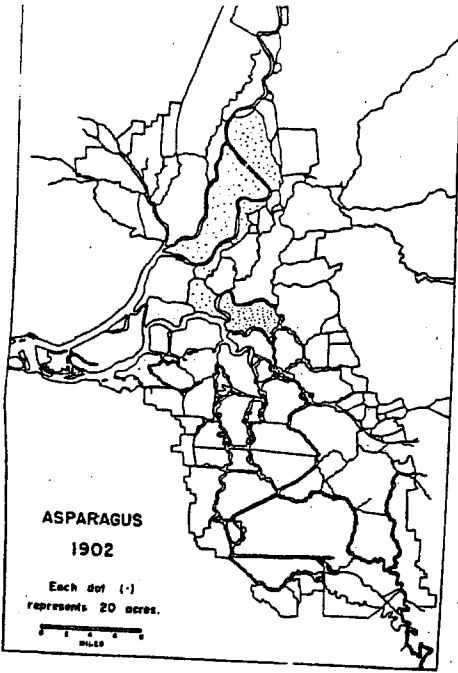 ASPARAGUS
1902
Each dot (·)
represents 20 acres.
MILES